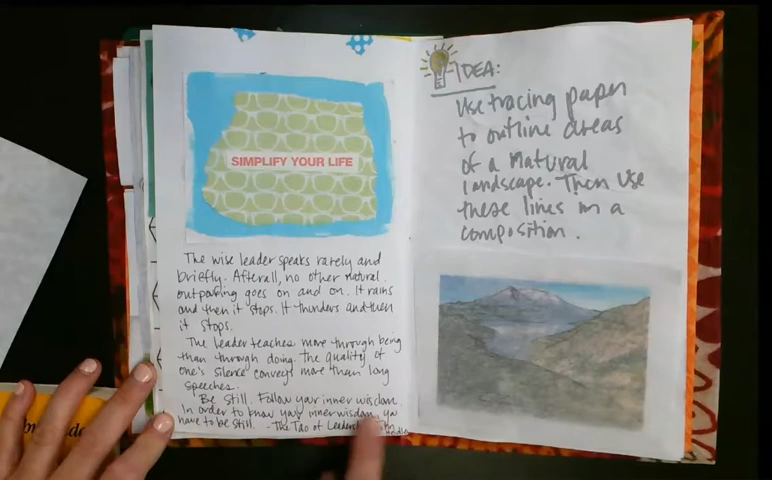 SIMPLIFY YOUR LIFE
The wise leader speaks rarely and
briefly. Afterall, no other natural
outpouring goes on and on. It rains
and then it stops. It thunders and then
it stops.
The leader teaches more through being
than through doing. The quality of
one's silence conveys more than long
speeches.
Be still. Follow your inner wisdom.
In order to know your inner wisdom, you
have to be still. - The Tao of
IDEA:
Use tracing paper
to outline areas
of a Natural
landscape. Then use
these lines in a
composition.